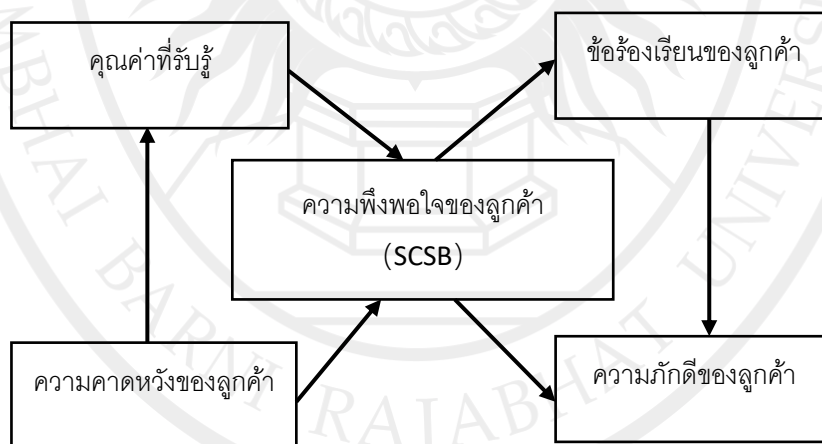 คุณค่าที่รับรู้
ข้อร้องเรียนของลูกค้า
ความพึงพอใจของลูกค้า
(SCSB)
ความคาดหวังของลูกค้า
ความภักดีของลูกค้า
BARNI RAJABHAT UNIVERS